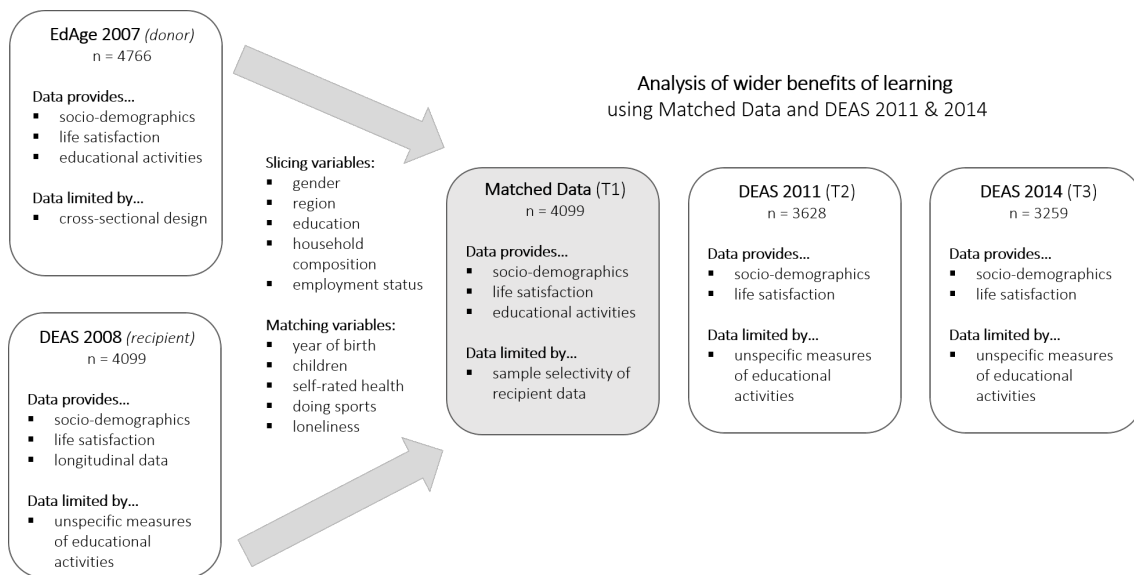 EdAge 2007 (donor)
n = 4766
Data provides...
▪ socio-demographics
▪ life satisfaction
▪ educational activities
Data limited by...
▪ cross-sectional design
DEAS 2008 (recipient)
n = 4099
Data provides...
▪ socio-demographics
▪ life satisfaction
▪ longitudinal data
Data limited by...
▪ unspecific measures
of educational
activities
Slicing variables:
▪ gender
▪ region
▪ education
▪ household
composition
▪ employment status
Matching variables:
▪ year of birth
▪ children
▪ self-rated health
▪ doing sports
▪ loneliness
Analysis of wider benefits of learning
using Matched Data and DEAS 2011 & 2014
Matched Data (T1)
n = 4099
Data provides...
▪ socio-demographics
▪ life satisfaction
▪ educational activities
Data limited by...
▪ sample selectivity of
recipient data
DEAS 2011 (T2)
n = 3628
Data provides...
▪ socio-demographics
▪ life satisfaction
Data limited by...
▪ unspecific measures
of educational
activities
DEAS 2014 (T3)
n = 3259
Data provides...
▪ socio-demographics
▪ life satisfaction
Data limited by...
▪ unspecific measures
of educational
activities